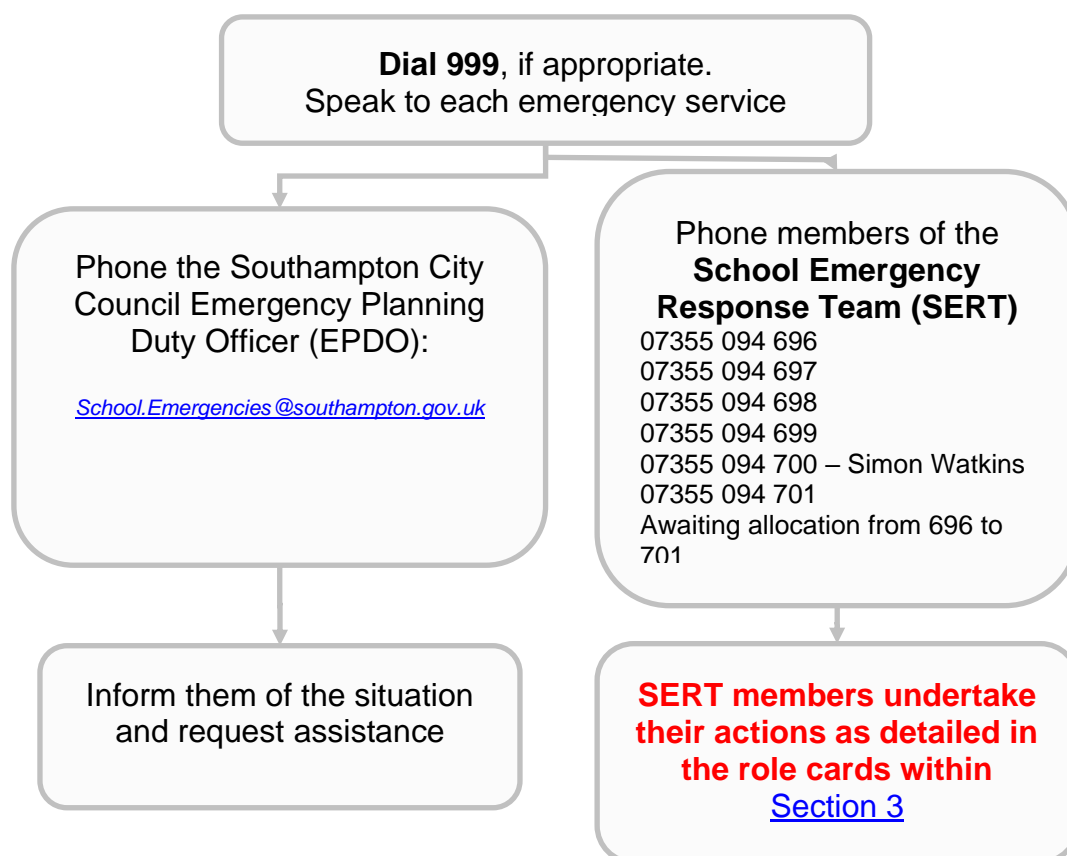 Dial 999, if appropriate.
Speak to each emergency service
Phone the Southampton City
Council Emergency Planning
Duty Officer (EPDO):
School.Emergencies@southampton.gov.uk
Phone members of the
School Emergency
Response Team (SERT)
07355 094 696
07355 094 697
07355 094 698
07355 094 699
07355 094 700 – Simon Watkins
07355 094 701
Awaiting allocation from 696 to
701
Inform them of the situation
and request assistance
SERT members undertake
their actions as detailed in
the role cards within
Section 3